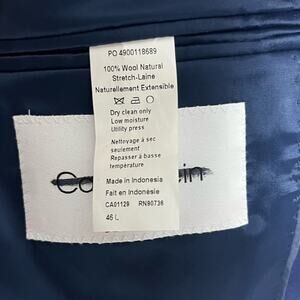 PO 4900118689
100% Wool Natural
Stretch-Laine
Naturellement Extensible
Dry clean only
Low moisture
Utility press
Nettoyage à sec
seulement
Repasser à basse
température
Made in Indonesia
Fait en Indonésie
CA01129 RN90736
46 L